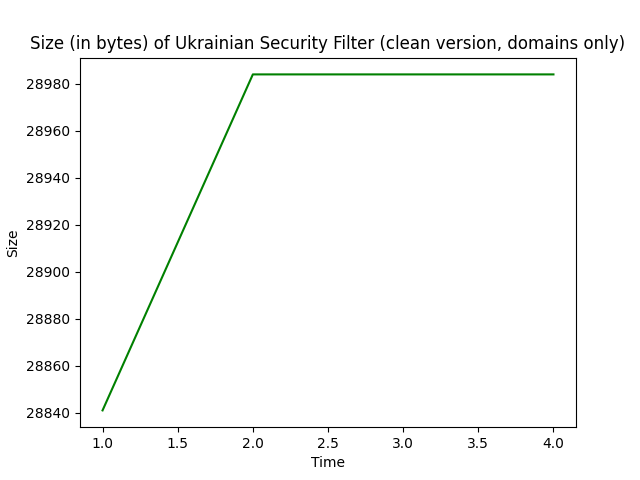 Size (in bytes) of Ukrainian Security Filter (clean version, domains only)
28980
28960
28940
28920
28900
28880
28860
28840
Size
1.0 1.5 2.0 2.5 3.0 3.5 4.0
Time